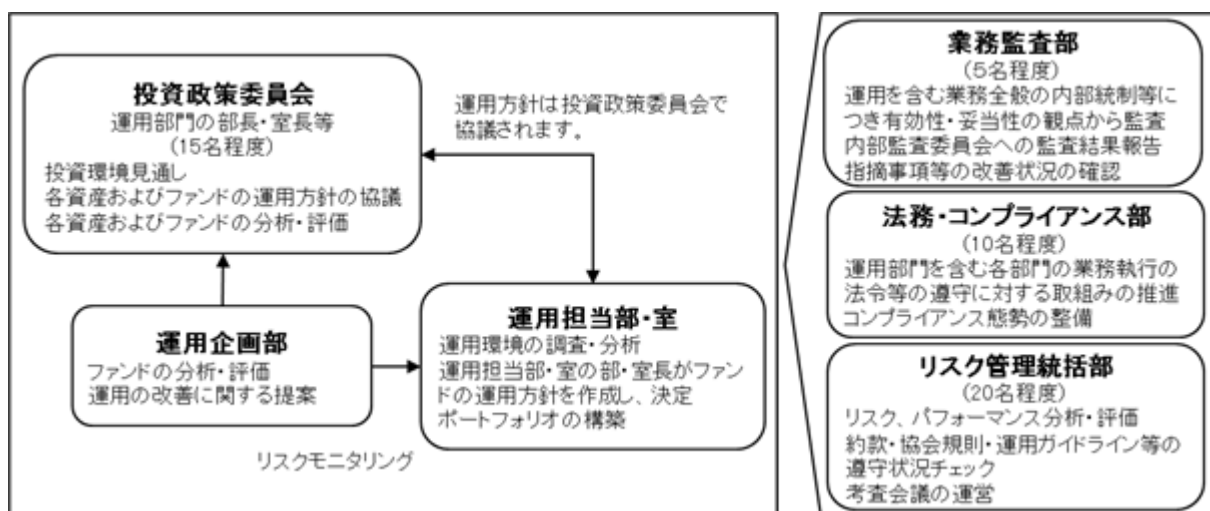 投資政策委員会
運用部門の部長・室長等
(15名程度)
投資環境見通し
各資産およびファンドの運用方針の協議
各資産およびファンドの分析・評価
運用方針は投資政策委員会で
協議されます。
運用企画部
ファンドの分析・評価
運用の改善に関する提案
運用担当部・室
運用環境の調査・分析
運用担当部・室の部・室長がファン
ドの運用方針を作成し、決定
ポートフォリオの構築
リスクモニタリング
業務監査部
(5名程度)
運用を含む業務全般の内部統制等に
つき有効性・妥当性の観点から監査
内部監査委員会への監査結果報告
指摘事項等の改善状況の確認
法務・コンプライアンス部
(10名程度)
運用部門を含む各部門の業務執行の
法令等の遵守に対する取組みの推進
コンプライアンス態勢の整備
リスク管理統括部
(20名程度)
リスク、パフォーマンス分析・評価
約款・協会規則・運用ガイドライン等の
遵守状況チェック
考査会議の運営